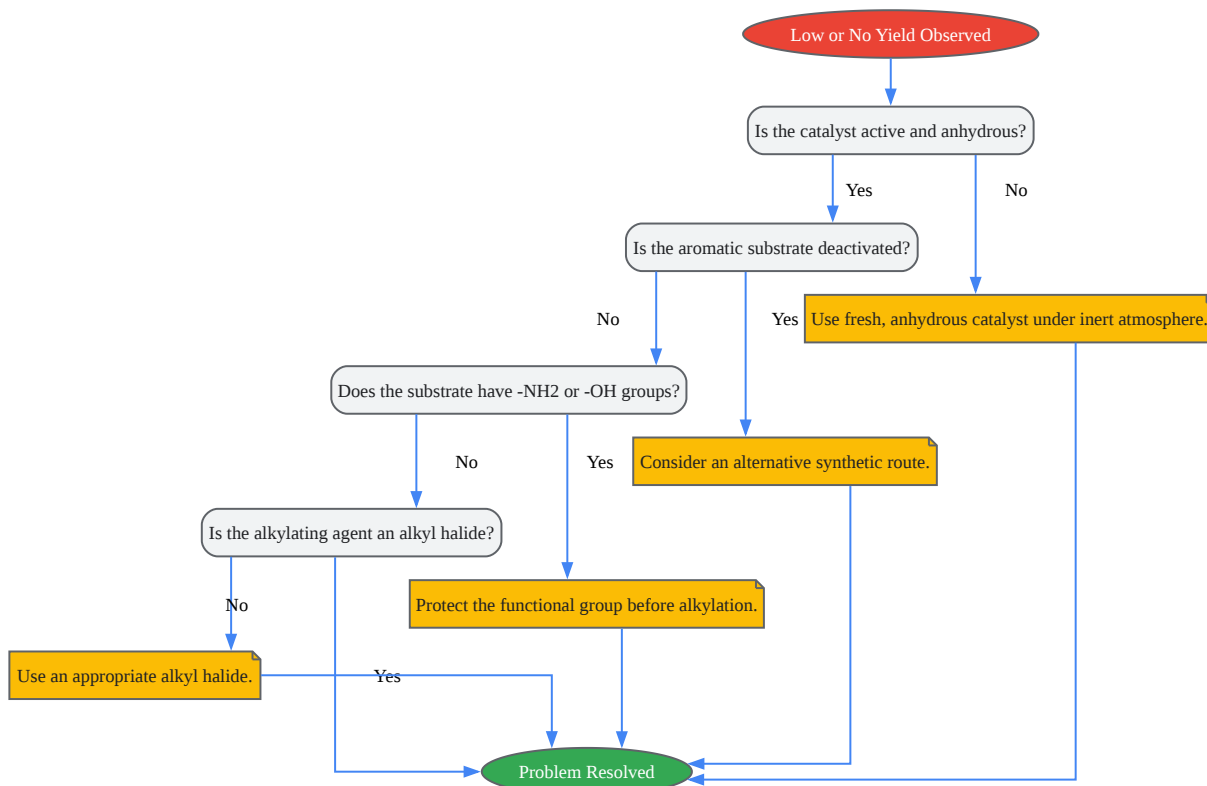 Low or No Yield Observed
Is the catalyst active and anhydrous?
Yes
No
Is the aromatic substrate deactivated?
No
Yes
Use fresh, anhydrous catalyst under inert atmosphere.
Does the substrate have -NH2 or -OH groups?
No
Yes
Consider an alternative synthetic route.
Is the alkylating agent an alkyl halide?
No
Protect the functional group before alkylation.
Use an appropriate alkyl halide.
Yes
Problem Resolved